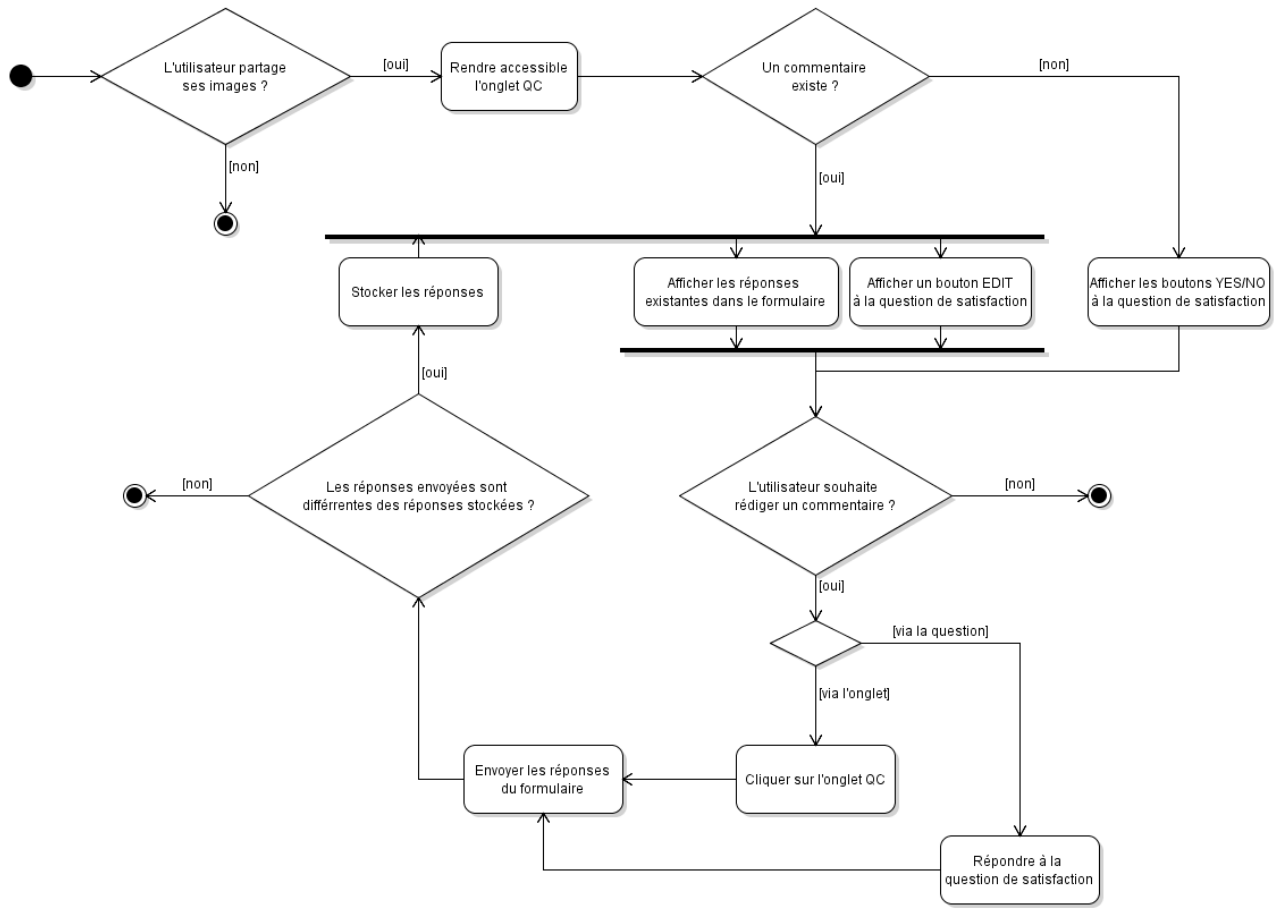 L'utilisateur partage
ses images ?
[oui]
[non]
Rendre accessible
l'onglet QC
Un commentaire
existe ?
[non]
[oui]
Stocker les réponses
Afficher les réponses
existantes dans le formulaire
Afficher un bouton EDIT
à la question de satisfaction
Afficher les boutons YES/NO
à la question de satisfaction
[oui]
[non]
Les réponses envoyées sont
différrentes des réponses stockées ?
L'utilisateur souhaite
rédiger un commentaire ?
[non]
[oui]
[via la question]
[via l'onglet]
Envoyer les réponses
du formulaire
Cliquer sur l'onglet QC
Répondre à la
question de satisfaction